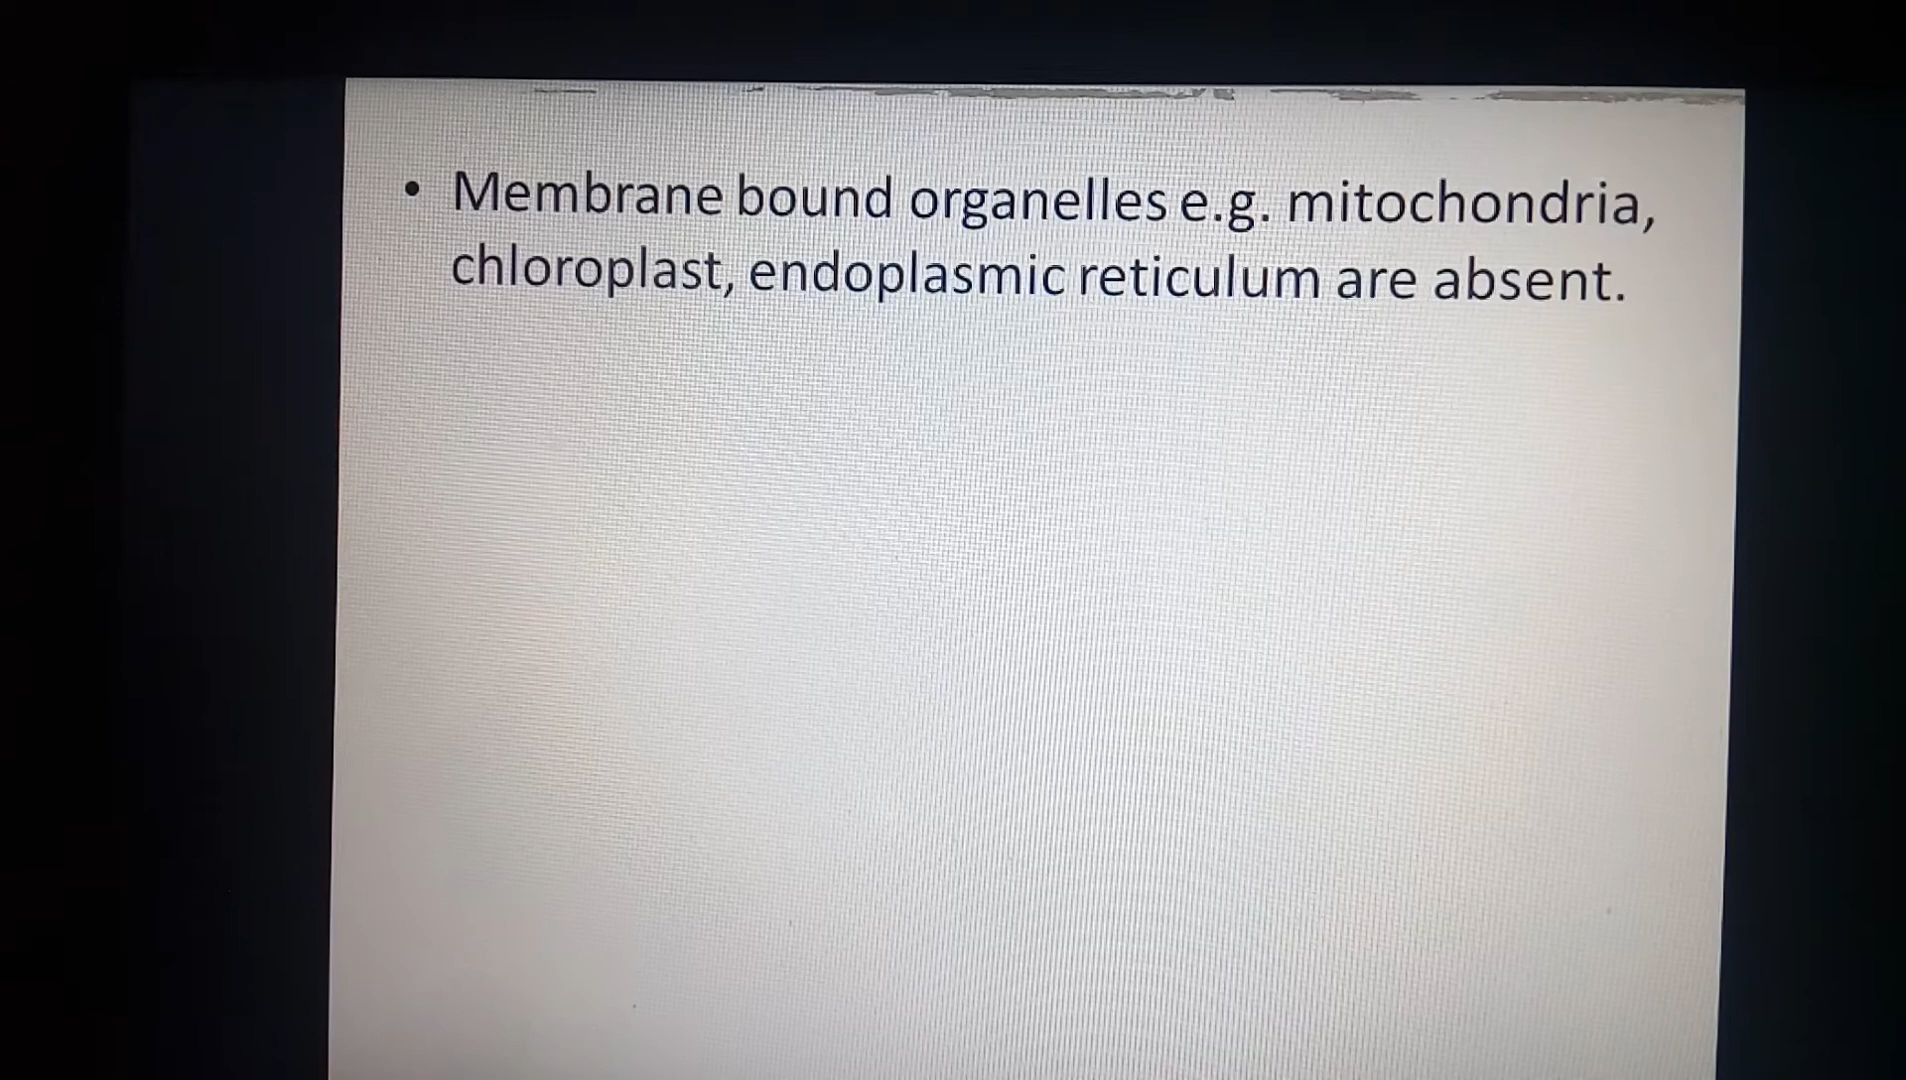 • Membrane bound organelles e.g. mitochondria,
chloroplast, endoplasmic reticulum are absent.